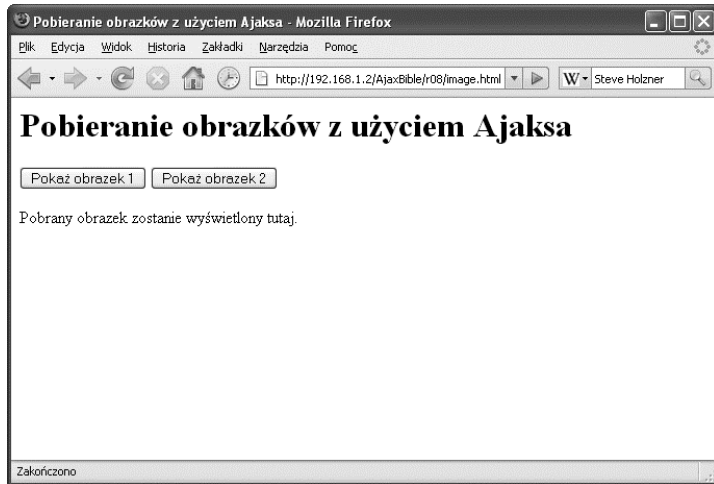 Pobieranie obrazków z użyciem Ajaksa - Mozilla Firefox
Plik Edycja Widok Historia Zakładki Narzędzia Pomoc
http://192.168.1.2/AjaxBible/r08/image.html W Steve Holzner
Pobieranie obrazków z użyciem Ajaksa
Pokaż obrazek 1 Pokaż obrazek 2
Pobrany obrazek zostanie wyświetlony tutaj.
Zakończono